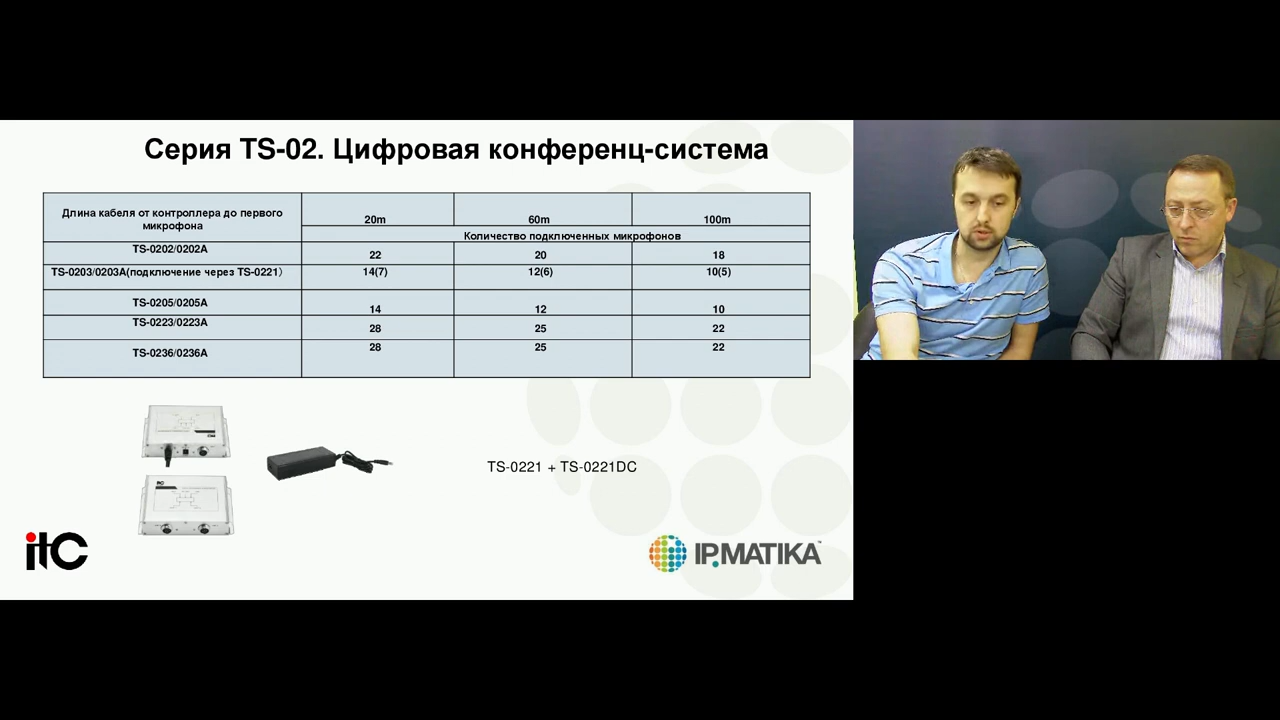 Серия TS-02. Цифровая конференц-система
Длина кабеля от контроллера до первого
микрофона
20m 60m 100m
Количество подключенных микрофонов
TS-0202/0202A 22 20 18
TS-0203/0203A(подключение через TS-0221) 14(7) 12(6) 10(5)
TS-0205/0205A 14 12 10
TS-0223/0223A 28 25 22
TS-0236/0236A 28 25 22
TS-0221 + TS-0221DC
itC
IP.MATIKA